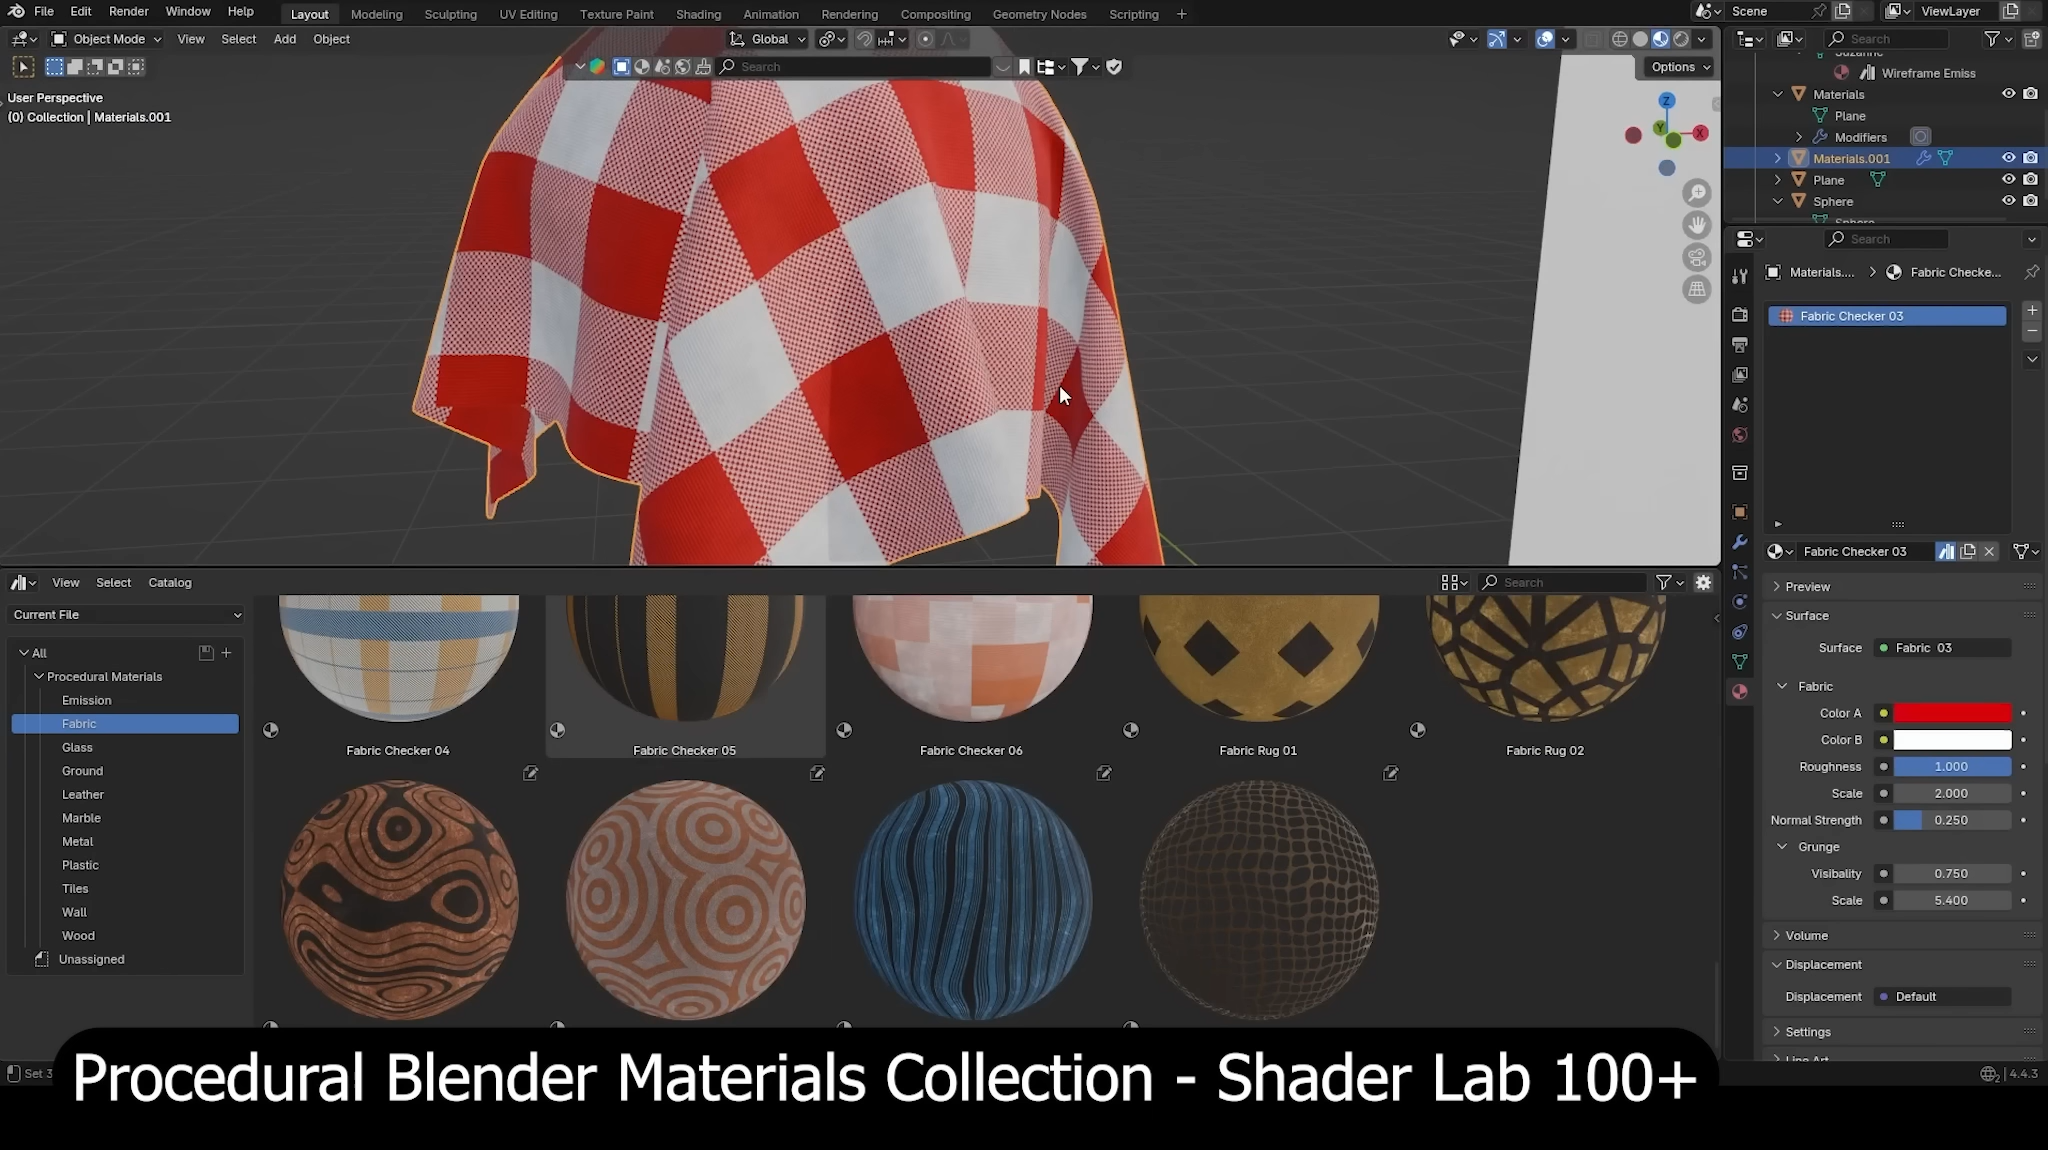 File Edit Render Window Help Layout Modeling Sculpting UV Editing Texture Paint Shading Animation Rendering Compositing Geometry Nodes Scripting + Scene ViewLayer
Object Mode View Select Add Object Global Search
Search Options
User Perspective
(0) Collection | Materials.001
Z
Y X
Wireframe Emiss
Materials
Plane
Modifiers
Materials.001
Plane
Sphere
Search
Materials.... > Fabric Checke...
Fabric Checker 03
Fabric Checker 03
Preview
Surface
Surface Fabric 03
Fabric
Color A
Color B
Roughness 1.000
Scale 2.000
Normal Strength 0.250
Grunge
Visibality 0.750
Scale 5.400
Volume
Displacement
Displacement Default
Settings
View Select Catalog Search
Current File
All
Procedural Materials
Emission
Fabric
Glass
Ground
Leather
Marble
Metal
Plastic
Tiles
Wall
Wood
Unassigned
Fabric Checker 04 Fabric Checker 05 Fabric Checker 06 Fabric Rug 01 Fabric Rug 02
Procedural Blender Materials Collection - Shader Lab 100+
Set 3
4.4.3